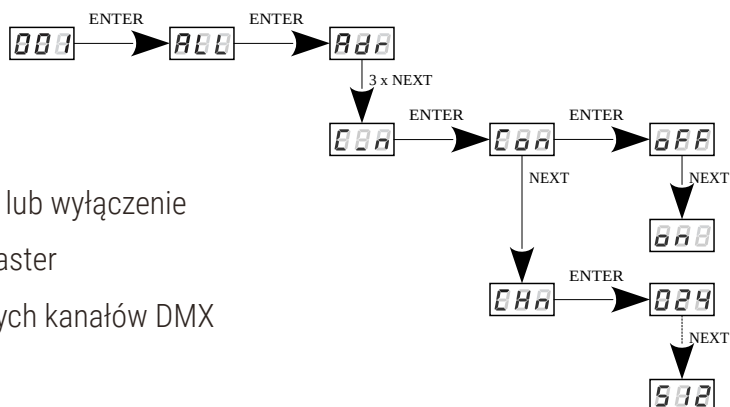 ENTER ENTER
001 ALL Adr
3 x NEXT
ENTER ENTER
C_n Con oFF
NEXT NEXT
lub wyłączenie
on
aster
ENTER
CHn 024
ych kanałów DMX
NEXT
512